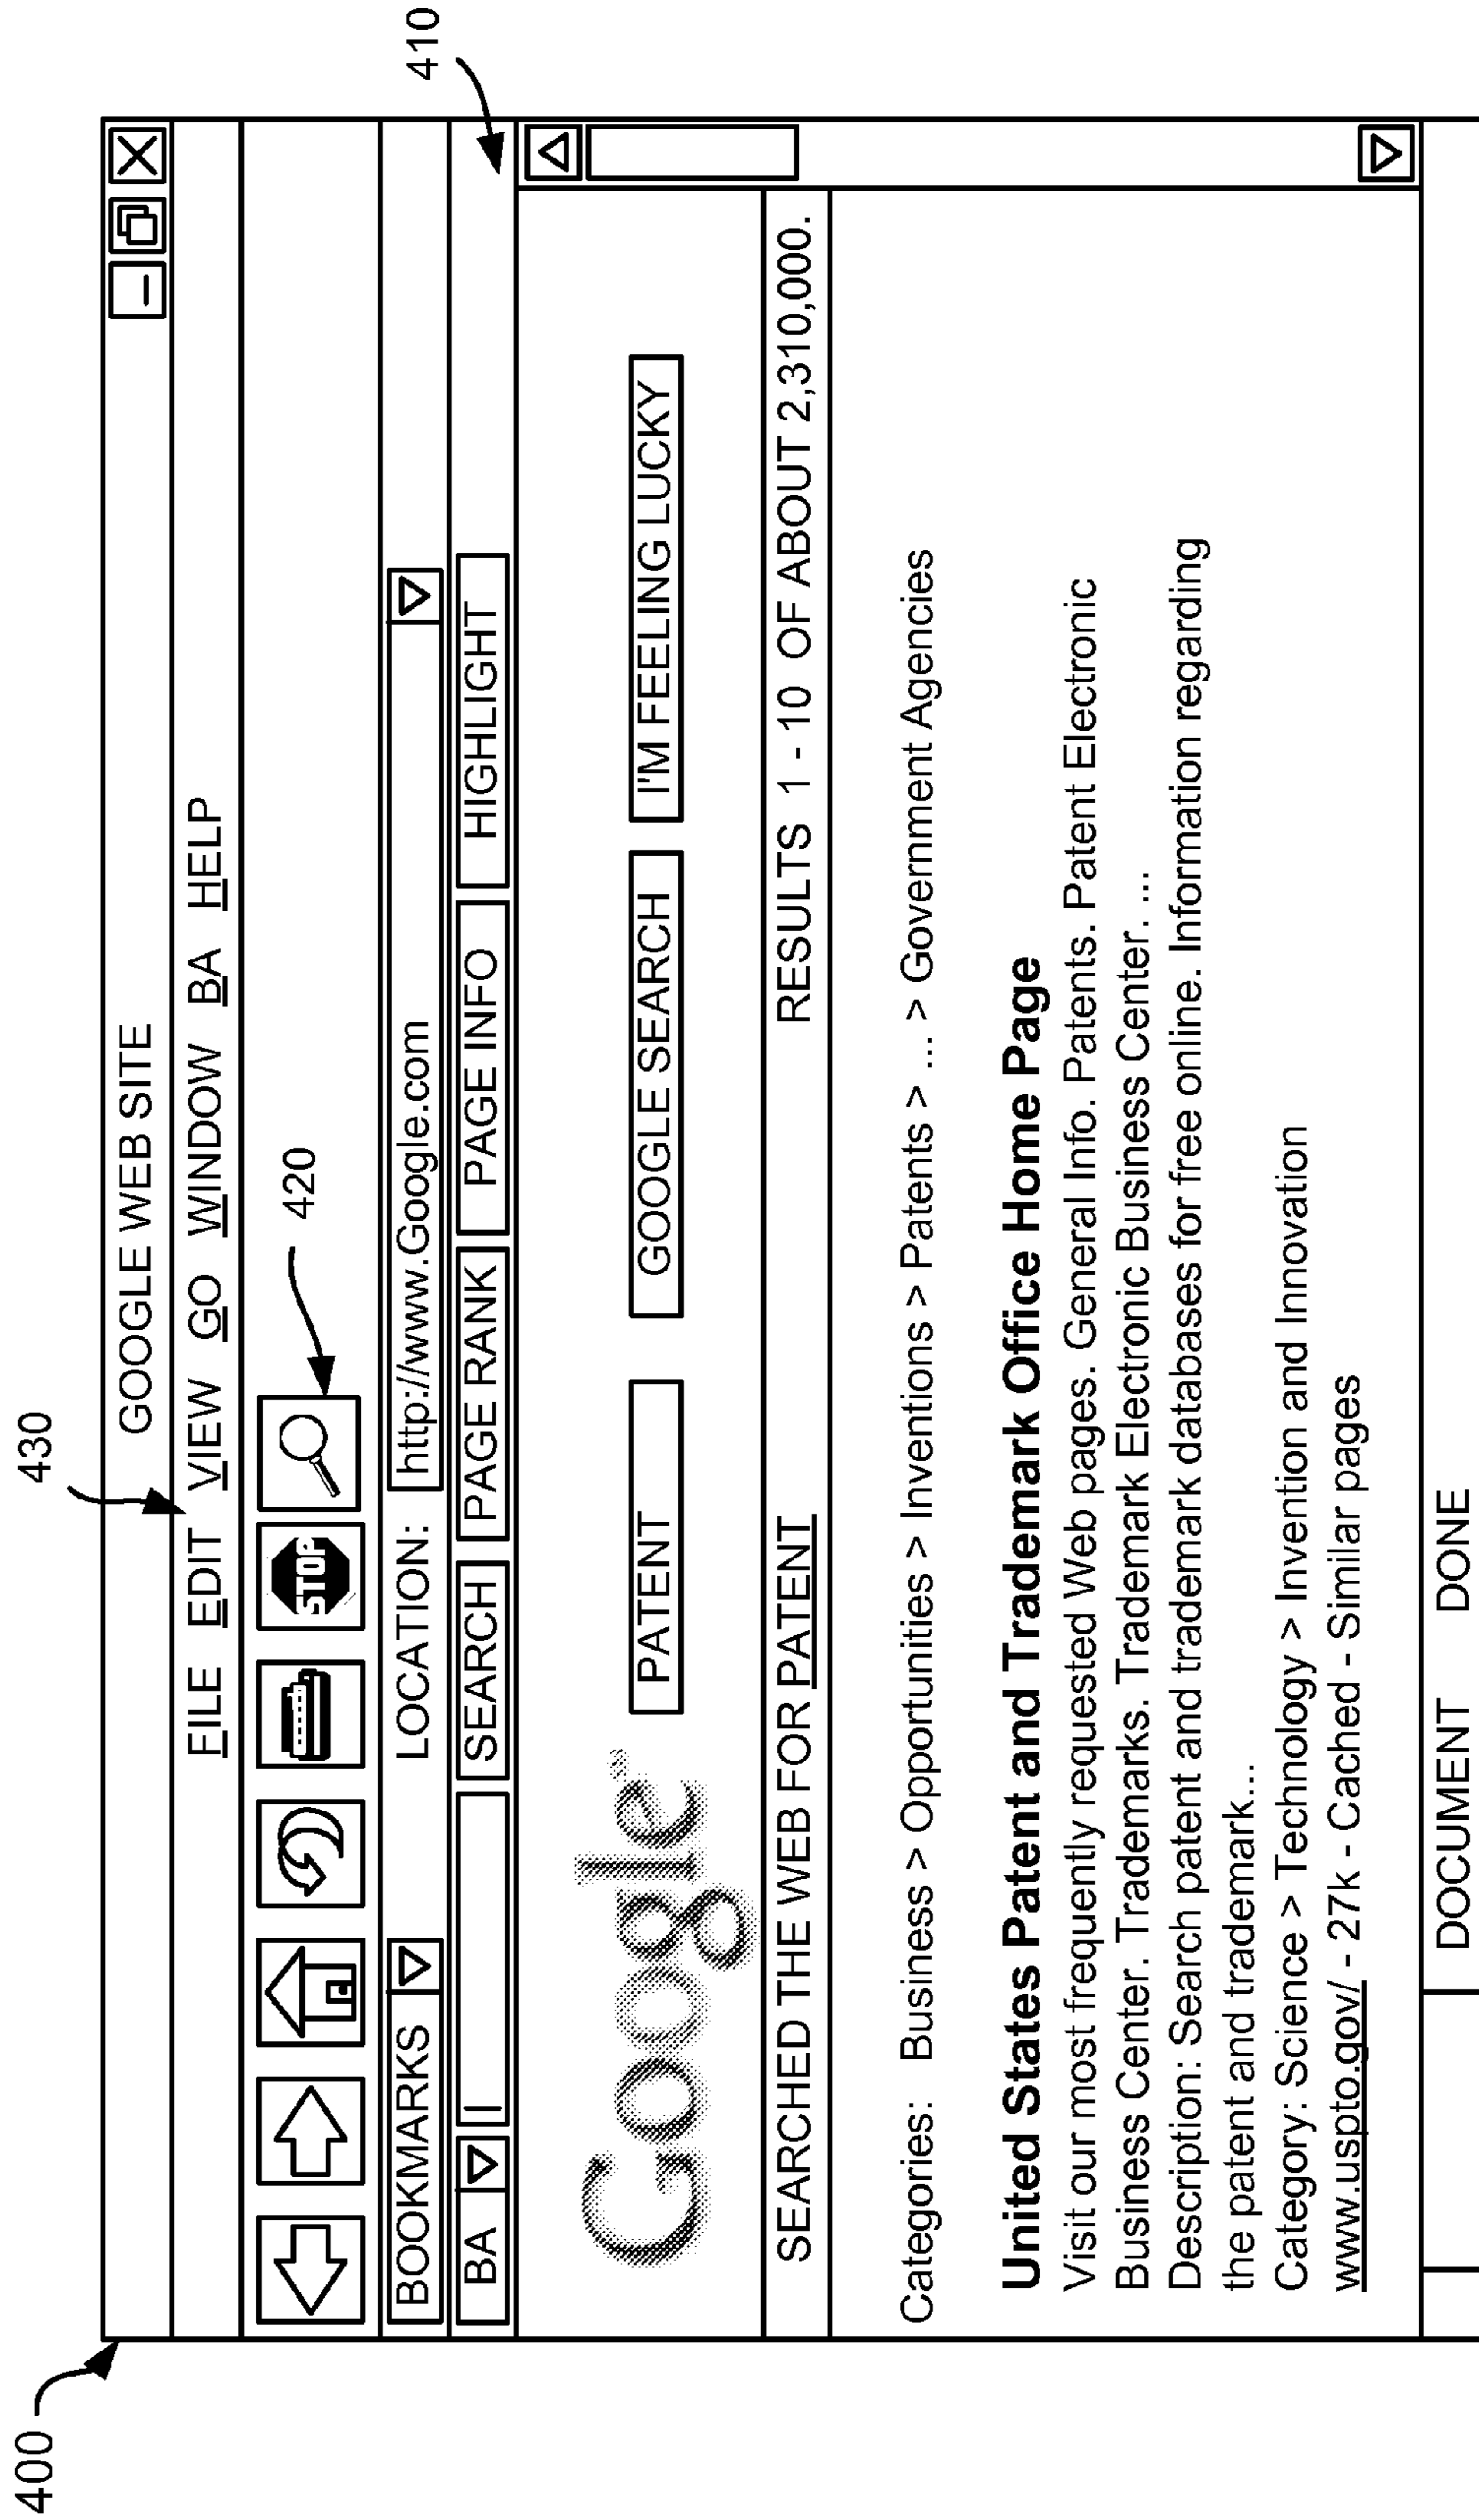 400
430
410
GOOGLE WEB SITE
FILE EDIT VIEW GO WINDOW BA HELP
STOP
420
BOOKMARKS LOCATION: http://www.Google.com
BA SEARCH PAGE RANK PAGE INFO HIGHLIGHT
Google PATENT GOOGLE SEARCH I'M FEELING LUCKY
SEARCHED THE WEB FOR PATENT RESULTS 1 - 10 OF ABOUT 2,310,000.
Categories: Business > Opportunities > Inventions > Patents > ... > Government Agencies
United States Patent and Trademark Office Home Page
Visit our most frequently requested Web pages. General Info. Patents. Patent Electronic
Business Center. Trademarks. Trademark Electronic Business Center. ...
Description: Search patent and trademark databases for free online. Information regarding
the patent and trademark...
Category: Science > Technology > Invention and Innovation
www.uspto.gov/ - 27k - Cached - Similar pages
DOCUMENT DONE